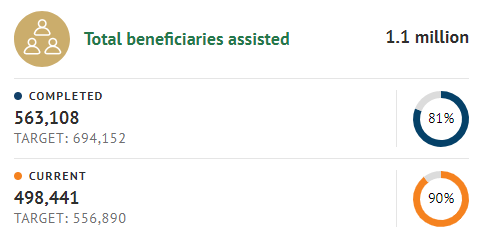 Total beneficiaries assisted
1.1 million
COMPLETED
563,108
TARGET: 694,152
81%
CURRENT
498,441
TARGET: 556,890
90%